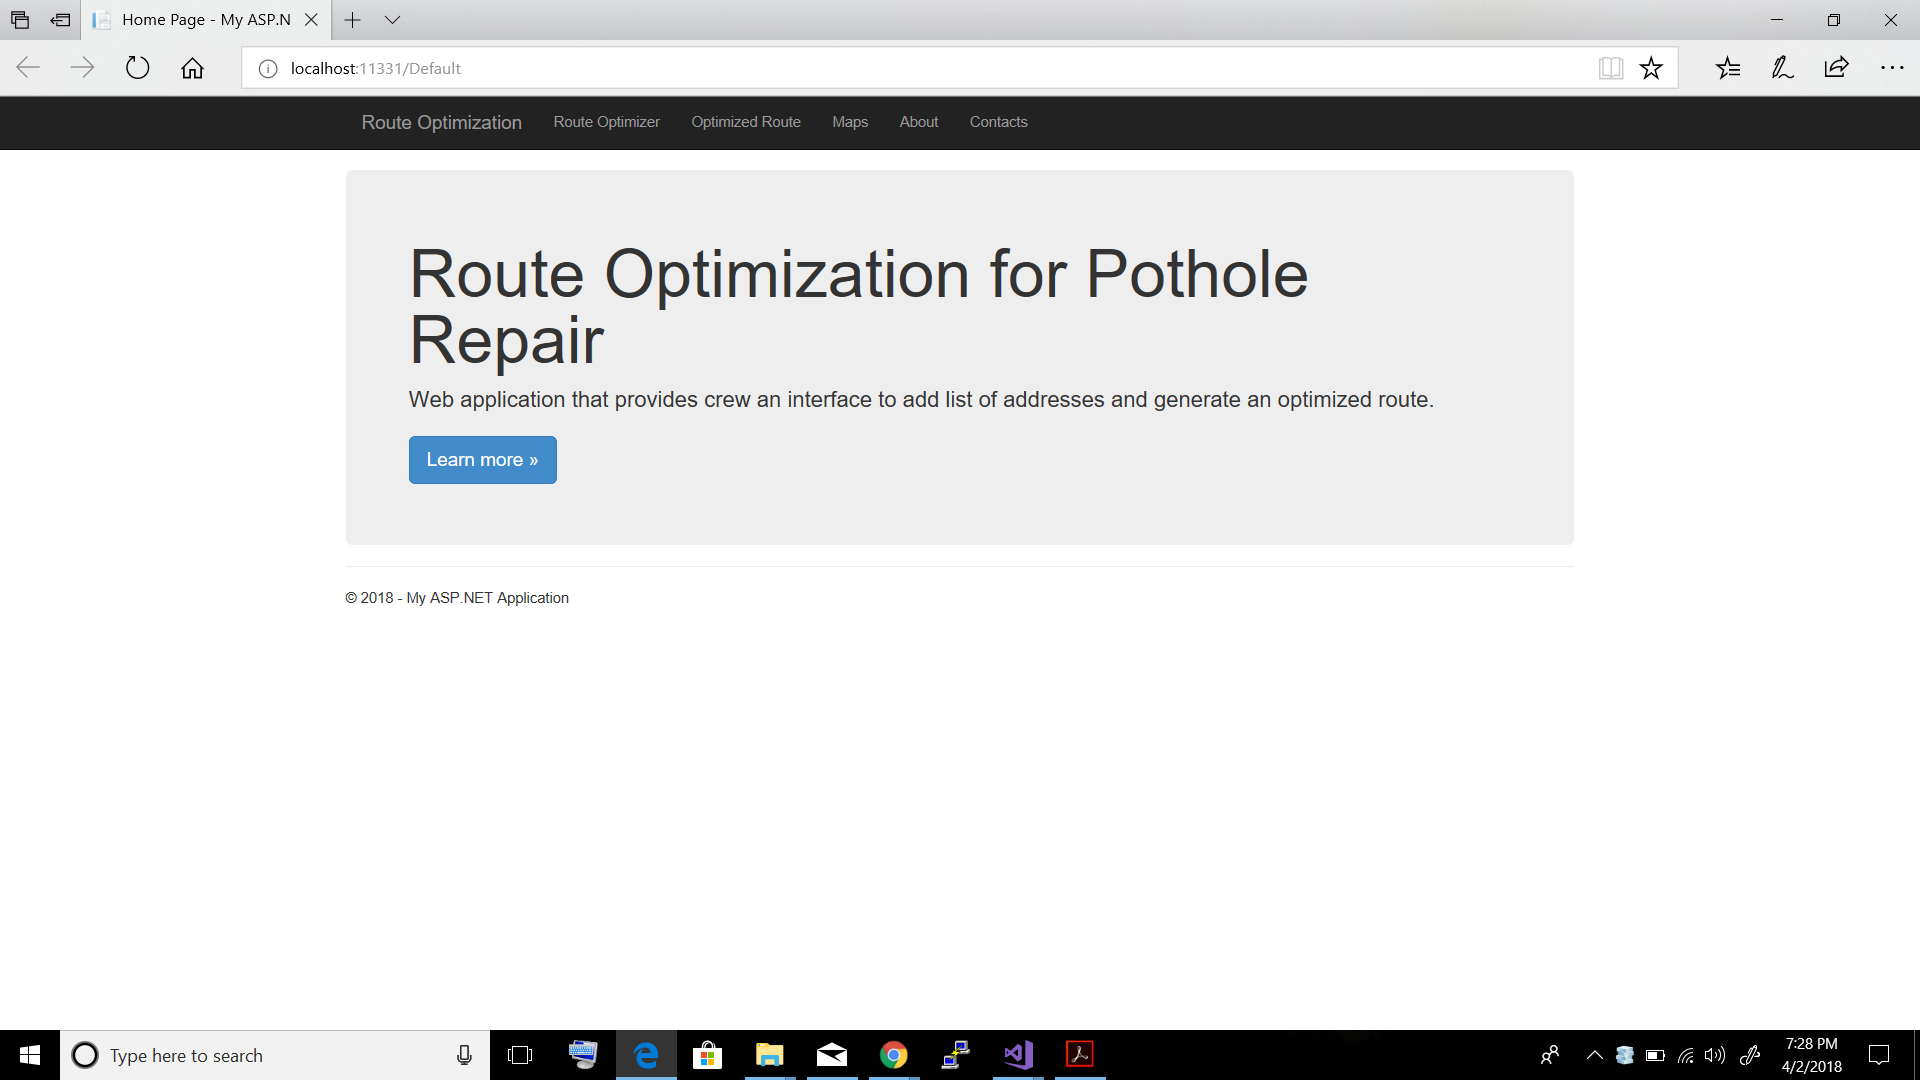 Home Page - My ASP.N
localhost:11331/Default
Route Optimization Route Optimizer Optimized Route Maps About Contacts
Route Optimization for Pothole
Repair
Web application that provides crew an interface to add list of addresses and generate an optimized route.
Learn more »
© 2018 - My ASP.NET Application
Type here to search
7:28 PM
4/2/2018